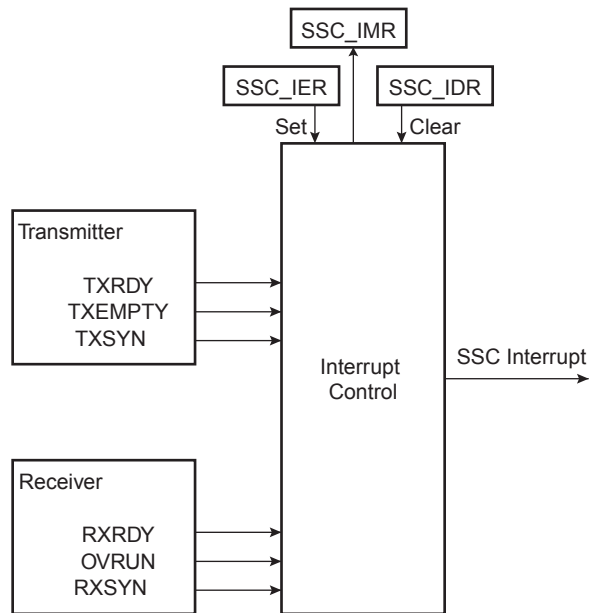 SSC_IMR
SSC_IER
SSC_IDR
Set
Clear
Transmitter
TXRDY
TXEMPTY
TXSYN
Interrupt
Control
SSC Interrupt
Receiver
RXRDY
OVRUN
RXSYN